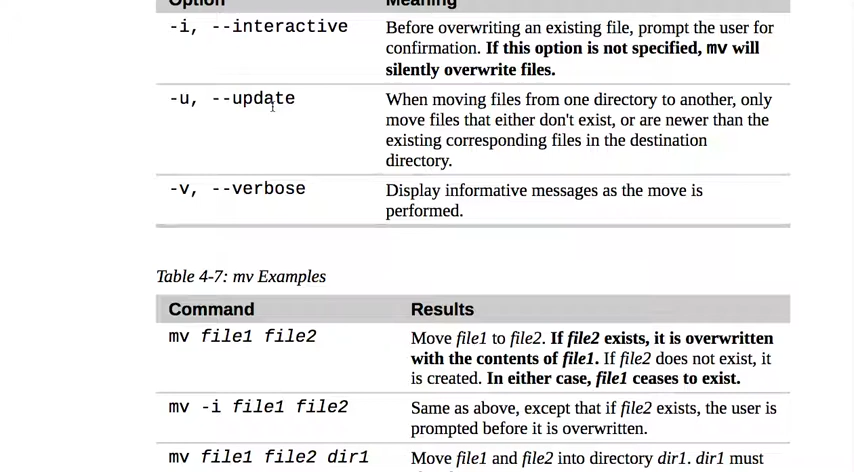 Option Meaning
-i, --interactive Before overwriting an existing file, prompt the user for
confirmation. If this option is not specified, mv will
silently overwrite files.
-u, --update When moving files from one directory to another, only
move files that either don't exist, or are newer than the
existing corresponding files in the destination
directory.
-v, --verbose Display informative messages as the move is
performed.
Table 4-7: mv Examples
Command Results
mv file1 file2 Move file1 to file2. If file2 exists, it is overwritten
with the contents of file1. If file2 does not exist, it
is created. In either case, file1 ceases to exist.
mv -i file1 file2 Same as above, except that if file2 exists, the user is
prompted before it is overwritten.
mv file1 file2 dir1 Move file1 and file2 into directory dir1. dir1 must